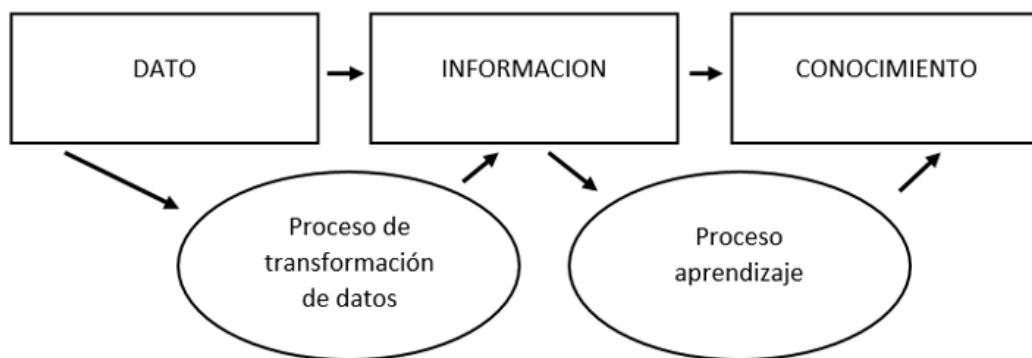 DATO
INFORMACION
CONOCIMIENTO
Proceso de
transformación
de datos
Proceso
aprendizaje